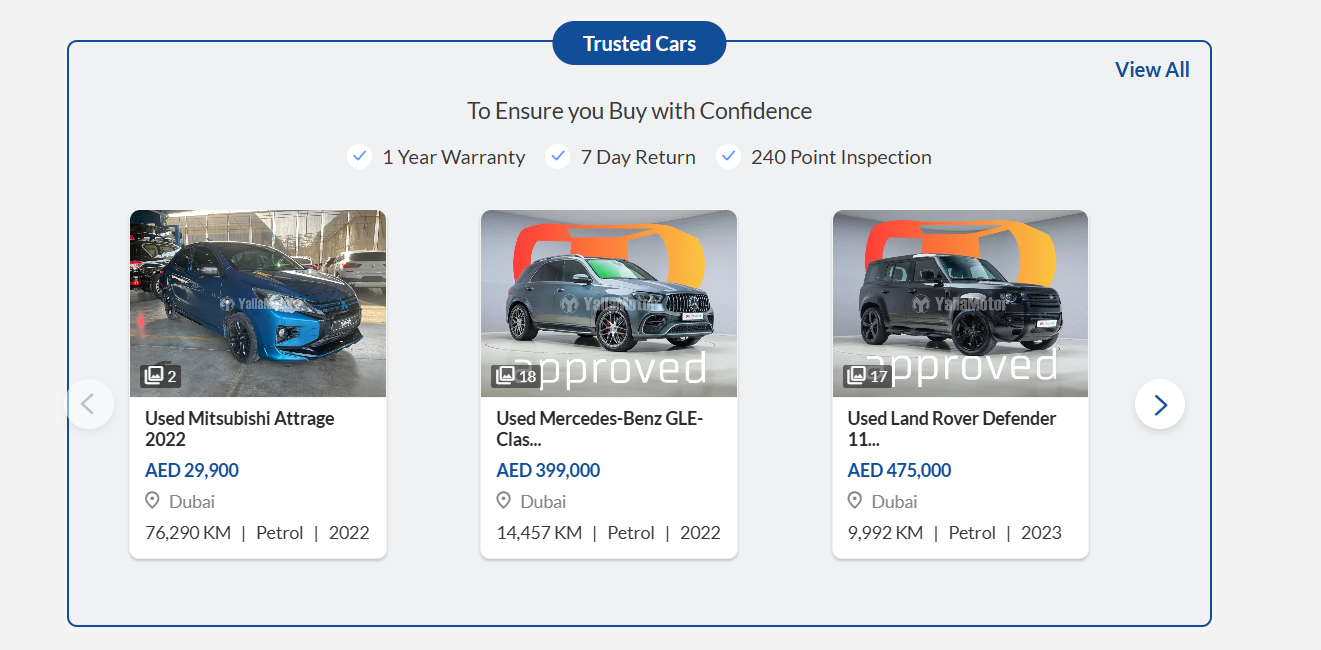 Trusted Cars
View All
To Ensure you Buy with Confidence
1 Year Warranty
7 Day Return
240 Point Inspection
YallaMotor
2
Used Mitsubishi Attrage
2022
AED 29,900
Dubai
76,290 KM | Petrol | 2022
YallaMotor
approved
18
Used Mercedes-Benz GLE-
Clas...
AED 399,000
Dubai
14,457 KM | Petrol | 2022
YallaMotor
approved
17
Used Land Rover Defender
11...
AED 475,000
Dubai
9,992 KM | Petrol | 2023